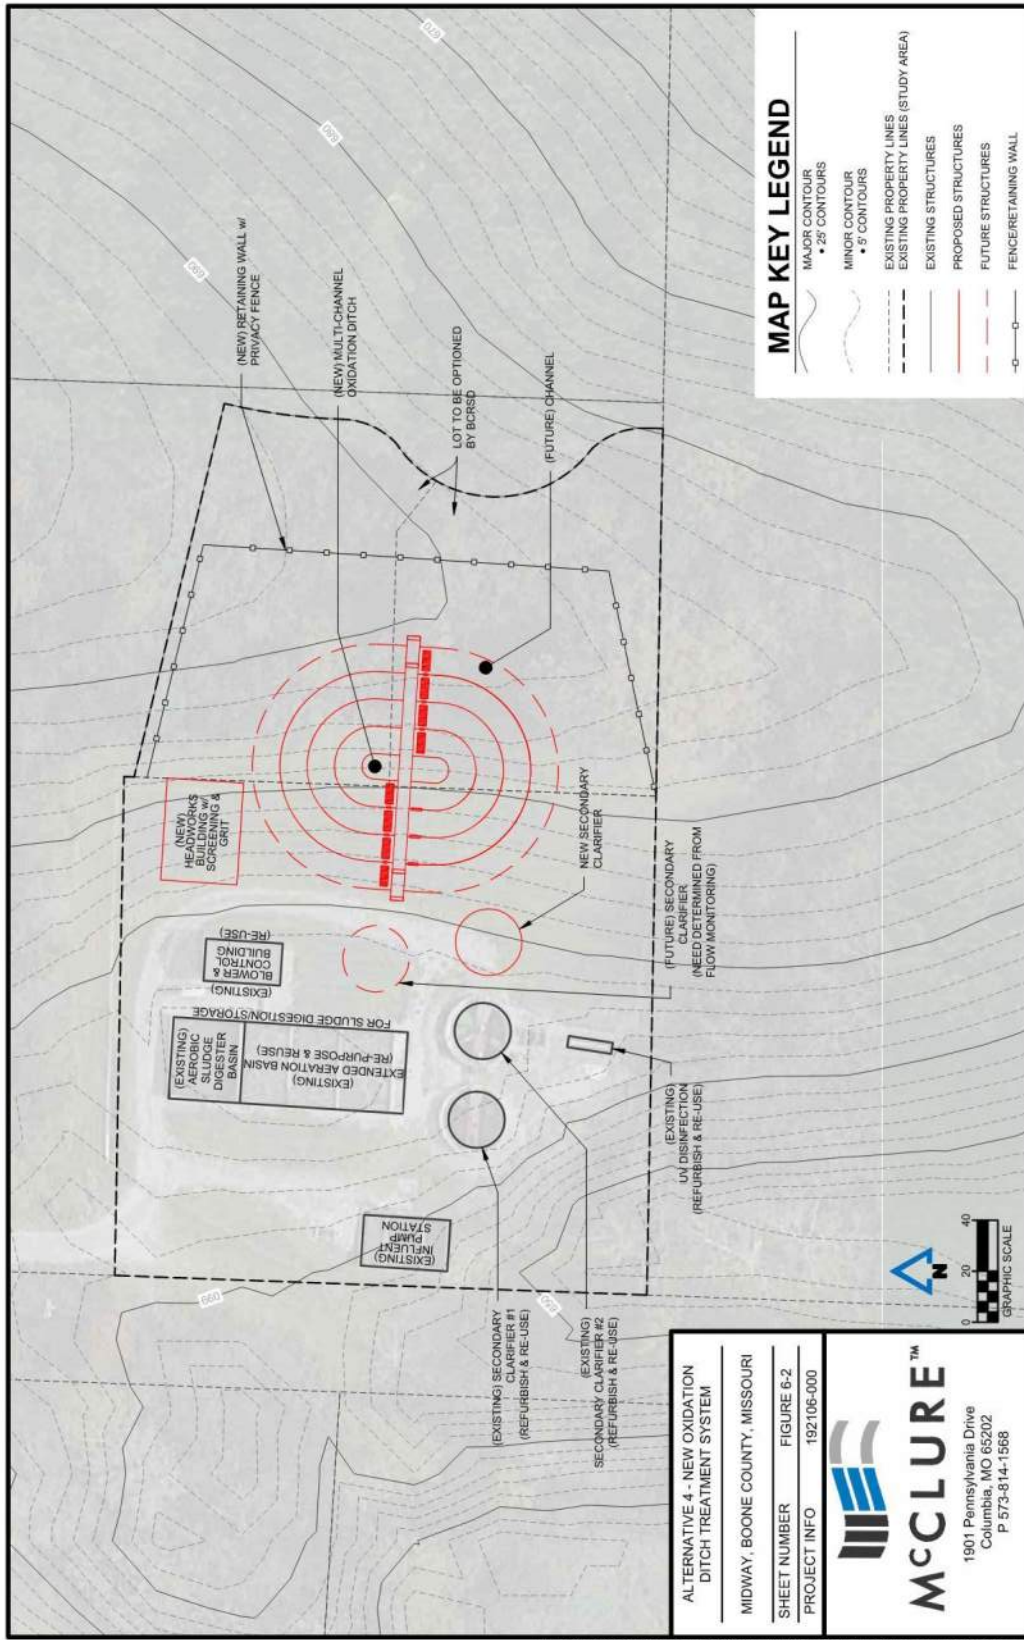 670
680
690
(NEW) RETAINING WALL w/
PRIVACY FENCE
(NEW) MULTI-CHANNEL
OXIDATION DITCH
LOT TO BE OPTIONED
BY BCRSD
(FUTURE) CHANNEL
(NEW)
HEADWORKS
BUILDING w/
SCREENING &
GRIT
NEW SECONDARY
CLARIFIER
(FUTURE) SECONDARY
CLARIFIER
(NEED DETERMINED FROM
FLOW MONITORING)
(EXISTING)
BLOWER &
CONTROL
BUILDING
(RE-USE)
(EXISTING)
AEROBIC
SLUDGE
DIGESTER
BASIN
(EXISTING)
EXTENDED AERATION BASIN
(RE-PURPOSE & REUSE)
FOR SLUDGE DIGESTION/STORAGE
(EXISTING)
UV DISINFECTION
(REFURBISH & RE-USE)
(EXISTING)
INFLUENT
PUMP
STATION
660
(EXISTING) SECONDARY
CLARIFIER #1
(REFURBISH & RE-USE)
(EXISTING)
SECONDARY CLARIFIER #2
(REFURBISH & RE-USE)
MAP KEY LEGEND
MAJOR CONTOUR
• 25' CONTOURS
MINOR CONTOUR
• 5' CONTOURS
EXISTING PROPERTY LINES
EXISTING PROPERTY LINES (STUDY AREA)
EXISTING STRUCTURES
PROPOSED STRUCTURES
FUTURE STRUCTURES
FENCE/RETAINING WALL
N
0 20 40
GRAPHIC SCALE
ALTERNATIVE 4 - NEW OXIDATION
DITCH TREATMENT SYSTEM
MIDWAY, BOONE COUNTY, MISSOURI
SHEET NUMBER FIGURE 6-2
PROJECT INFO 192106-000
MCCLURE™
1901 Pennsylvania Drive
Columbia, MO 65202
P 573-814-1568